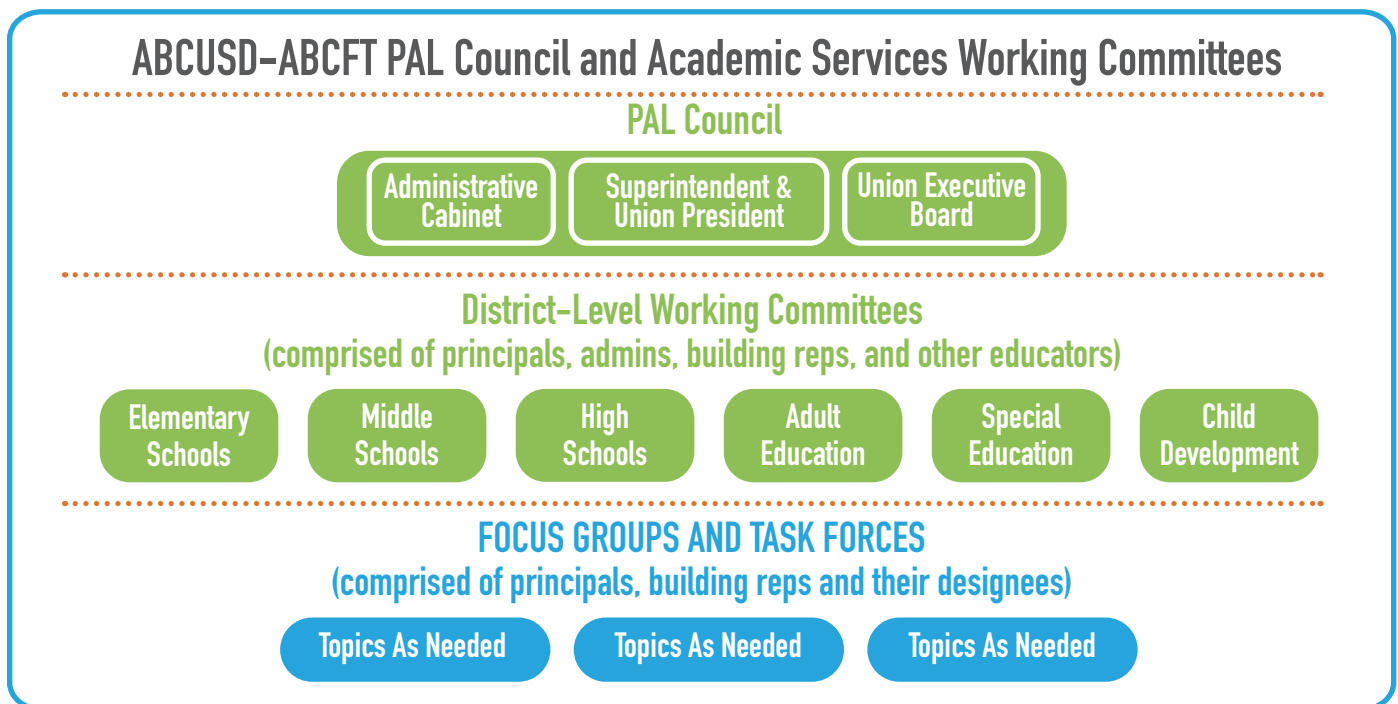 ABCUSD-ABCFT PAL Council and Academic Services Working Committees
PAL Council
Administrative
Cabinet
Superintendent &
Union President
Union Executive
Board
District-Level Working Committees
(comprised of principals, admins, building reps, and other educators)
Elementary
Schools
Middle
Schools
High
Schools
Adult
Education
Special
Education
Child
Development
FOCUS GROUPS AND TASK FORCES
(comprised of principals, building reps and their designees)
Topics As Needed
Topics As Needed
Topics As Needed